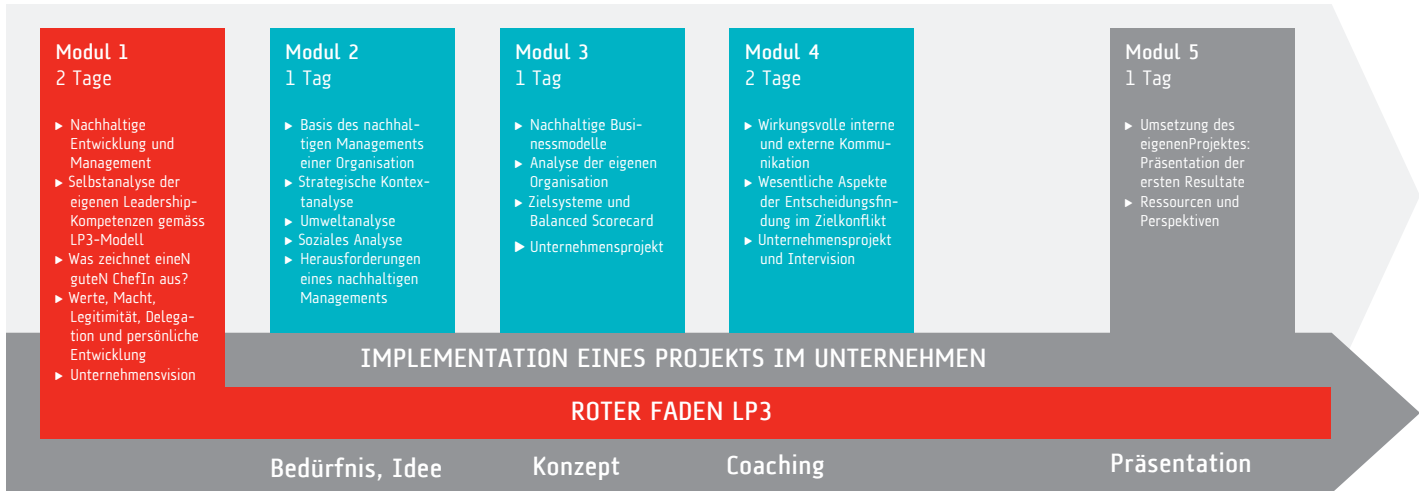 Modul 1
2 Tage
▶ Nachhaltige
Entwicklung und
Management
▶ Selbstanalyse der
eigenen Leadership-
Kompetenzen gemäss
LP3-Modell
▶ Was zeichnet eineN
guteN ChefIn aus?
▶ Werte, Macht,
Legitimität, Delega-
tion und persönliche
Entwicklung
▶ Unternehmensvision
Modul 2
1 Tag
▶ Basis des nachhal-
tigen Managements
einer Organisation
▶ Strategische Kontex-
tanalyse
▶ Umweltanalyse
▶ Soziales Analyse
▶ Herausforderungen
eines nachhaltigen
Managements
Modul 3
1 Tag
▶ Nachhaltige Busi-
nessmodelle
▶ Analyse der eigenen
Organisation
▶ Zielsysteme und
Balanced Scorecard
▶ Unternehmensprojekt
Modul 4
2 Tage
▶ Wirkungsvolle interne
und externe Kommu-
nikation
▶ Wesentliche Aspekte
der Entscheidungsfin-
dung im Zielkonflikt
▶ Unternehmensprojekt
und Intervision
Modul 5
1 Tag
▶ Umsetzung des
eigenenProjektes:
Präsentation der
ersten Resultate
▶ Ressourcen und
Perspektiven
IMPLEMENTATION EINES PROJEKTS IM UNTERNEHMEN
ROTER FADEN LP3
Bedürfnis, Idee
Konzept
Coaching
Präsentation